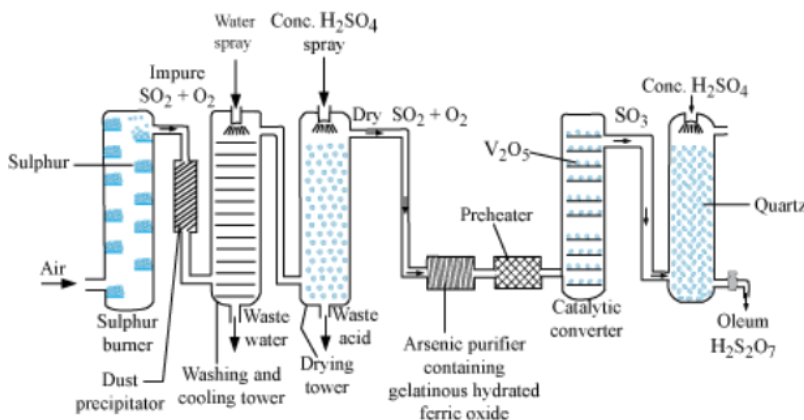 Water
spray
Conc. H₂SO₄
spray
Impure
SO₂ + O₂
Dry SO₂ + O₂
Conc. H₂SO₄
SO₃
Sulphur
V₂O₅
Preheater
Quartz
Air
Sulphur
burner
Waste
water
Waste
acid
Catalytic
converter
Oleum
H₂S₂O₇
Dust
precipitator
Washing and
cooling tower
Drying
tower
Arsenic purifier
containing
gelatinous hydrated
ferric oxide